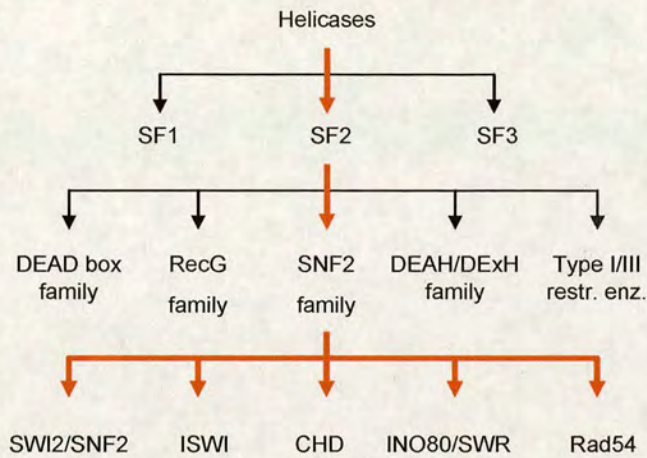 Helicases
SF1 SF2 SF3
DEAD box family
RecG family
SNF2 family
DEAH/DExH family
Type I/III restr. enz.
SWI2/SNF2 ISWI CHD INO80/SWR Rad54